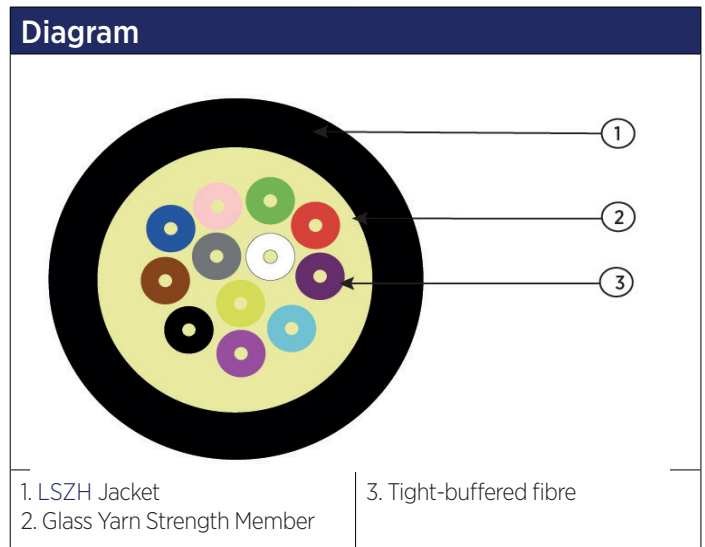 Diagram
1
2
3
1. LSZH Jacket
2. Glass Yarn Strength Member
3. Tight-buffered fibre